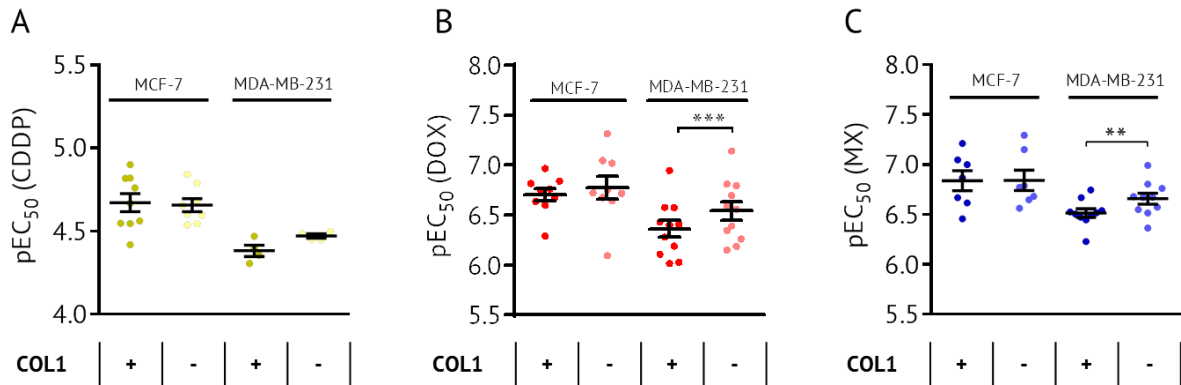 A
pEC50 (CDDP)
5.5
5.0
4.5
4.0
MCF-7
MDA-MB-231
B
pEC50 (DOX)
8.0
7.5
7.0
6.5
6.0
5.5
MCF-7
MDA-MB-231
***
C
pEC50 (MX)
8.0
7.5
7.0
6.5
6.0
5.5
MCF-7
MDA-MB-231
**
COL1 + - + - + - + - + - + -